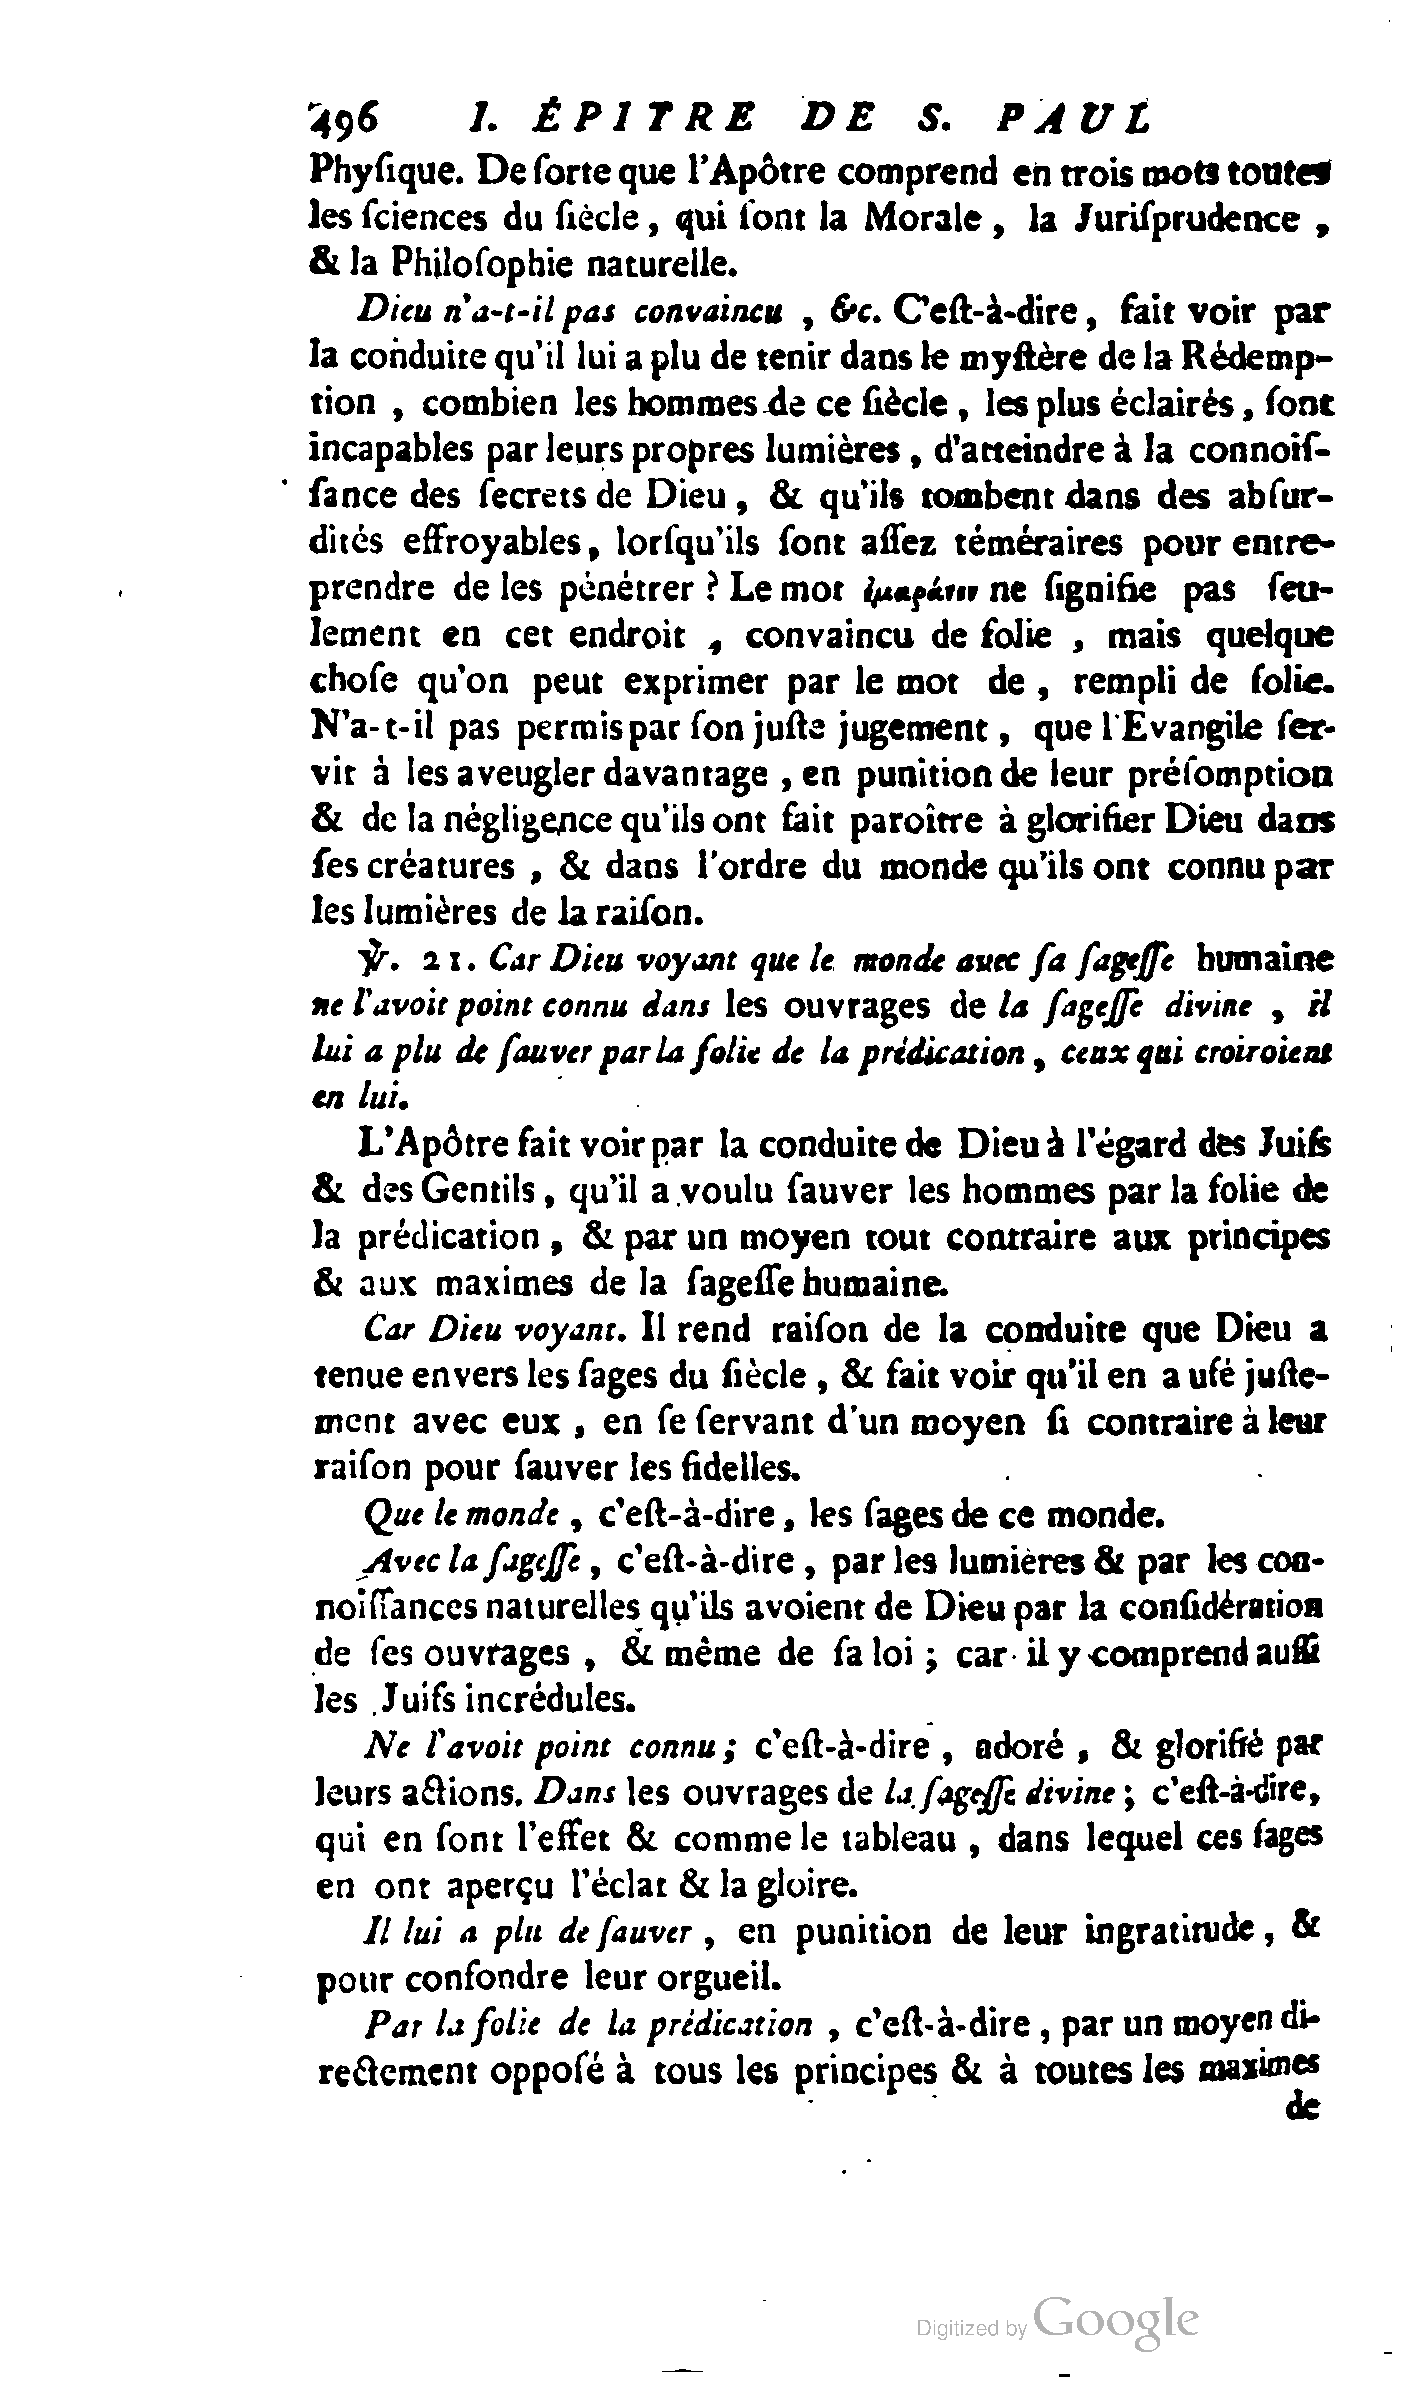 496 I. ÉPITRE DE S. PAUL
Phyſique. De ſorte que l'Apôtre comprend en trois mots toutes
les ſciences du ſiècle, qui ſont la Morale, la Juriſprudence,
& la Philoſophie naturelle.
Dieu n'a-t-il pas convaincu, &c. C'eſt-à-dire, fait voir par
la conduite qu'il lui a plu de tenir dans le myſtère de la Rédemp-
tion, combien les hommes de ce ſiècle, les plus éclairés, ſont
incapables par leurs propres lumières, d'atteindre à la connoiſ-
ſance des ſecrets de Dieu, & qu'ils tombent dans des abſur-
dités effroyables, lorſqu'ils ſont aſſez téméraires pour entre-
prendre de les pénétrer ? Le mot ne ſignifie pas ſeu-
lement en cet endroit, convaincu de folie, mais quelque
choſe qu'on peut exprimer par le mot de, rempli de folie.
N'a-t-il pas permis par ſon juſte jugement, que l'Evangile ſer-
vit à les aveugler davantage, en punition de leur préſomption
& de la négligence qu'ils ont fait paroître à glorifier Dieu dans
ſes créatures, & dans l'ordre du monde qu'ils ont connu par
les lumières de la raiſon.
℣. 21. Car Dieu voyant que le monde avec ſa ſageſſe humaine
ne l'avoit point connu dans les ouvrages de la ſageſſe divine, il
lui a plu de ſauver par la folie de la prédication, ceux qui croiroient
en lui.
L'Apôtre fait voir par la conduite de Dieu à l'égard des Juifs
& des Gentils, qu'il a voulu ſauver les hommes par la folie de
la prédication, & par un moyen tout contraire aux principes
& aux maximes de la ſageſſe humaine.
Car Dieu voyant. Il rend raiſon de la conduite que Dieu a
tenue envers les ſages du ſiècle, & fait voir qu'il en a uſé juſte-
ment avec eux, en ſe ſervant d'un moyen ſi contraire à leur
raiſon pour ſauver les fidelles.
Que le monde, c'eſt-à-dire, les ſages de ce monde.
Avec la ſageſſe, c'eſt-à-dire, par les lumières & par les con-
noiſſances naturelles qu'ils avoient de Dieu par la conſidération
de ſes ouvrages, & même de ſa loi ; car il y comprend auſſi
les Juifs incrédules.
Ne l'avoit point connu ; c'eſt-à-dire, adoré, & glorifié par
leurs actions. Dans les ouvrages de la ſageſſe divine ; c'eſt-à-dire,
qui en ſont l'effet & comme le tableau, dans lequel ces ſages
en ont aperçu l'éclat & la gloire.
Il lui a plu de ſauver, en punition de leur ingratitude, &
pour confondre leur orgueil.
Par la folie de la prédication, c'eſt-à-dire, par un moyen di-
rectement oppoſé à tous les principes & à toutes les maximes
de
Digitized by Google